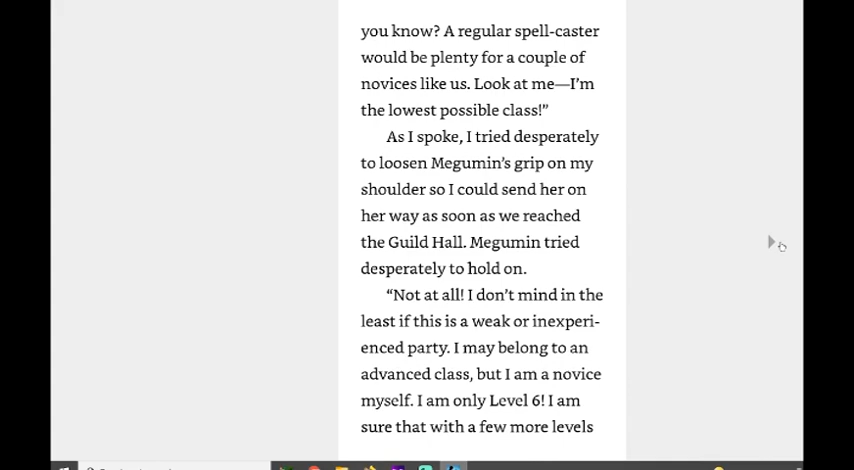 you know? A regular spell-caster
would be plenty for a couple of
novices like us. Look at me—I’m
the lowest possible class!”
As I spoke, I tried desperately
to loosen Megumin’s grip on my
shoulder so I could send her on
her way as soon as we reached
the Guild Hall. Megumin tried
desperately to hold on.
“Not at all! I don’t mind in the
least if this is a weak or inexperi-
enced party. I may belong to an
advanced class, but I am a novice
myself. I am only Level 6! I am
sure that with a few more levels